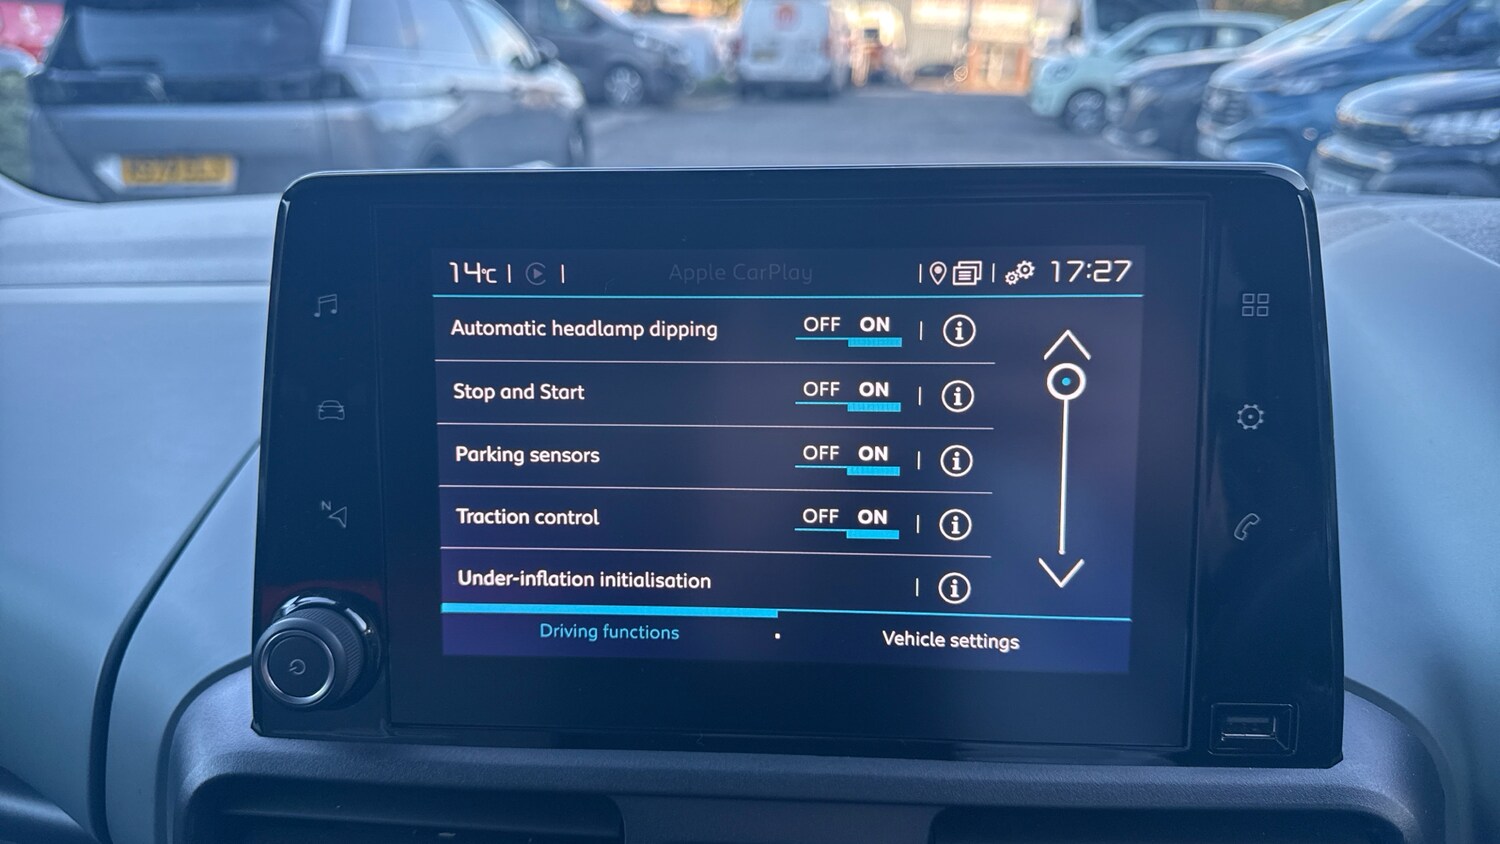 14°C | | Apple CarPlay | | 17:27
Automatic headlamp dipping OFF ON | i
Stop and Start OFF ON | i
Parking sensors OFF ON | i
Traction control OFF ON | i
Under-inflation initialisation | i
Driving functions • Vehicle settings
N